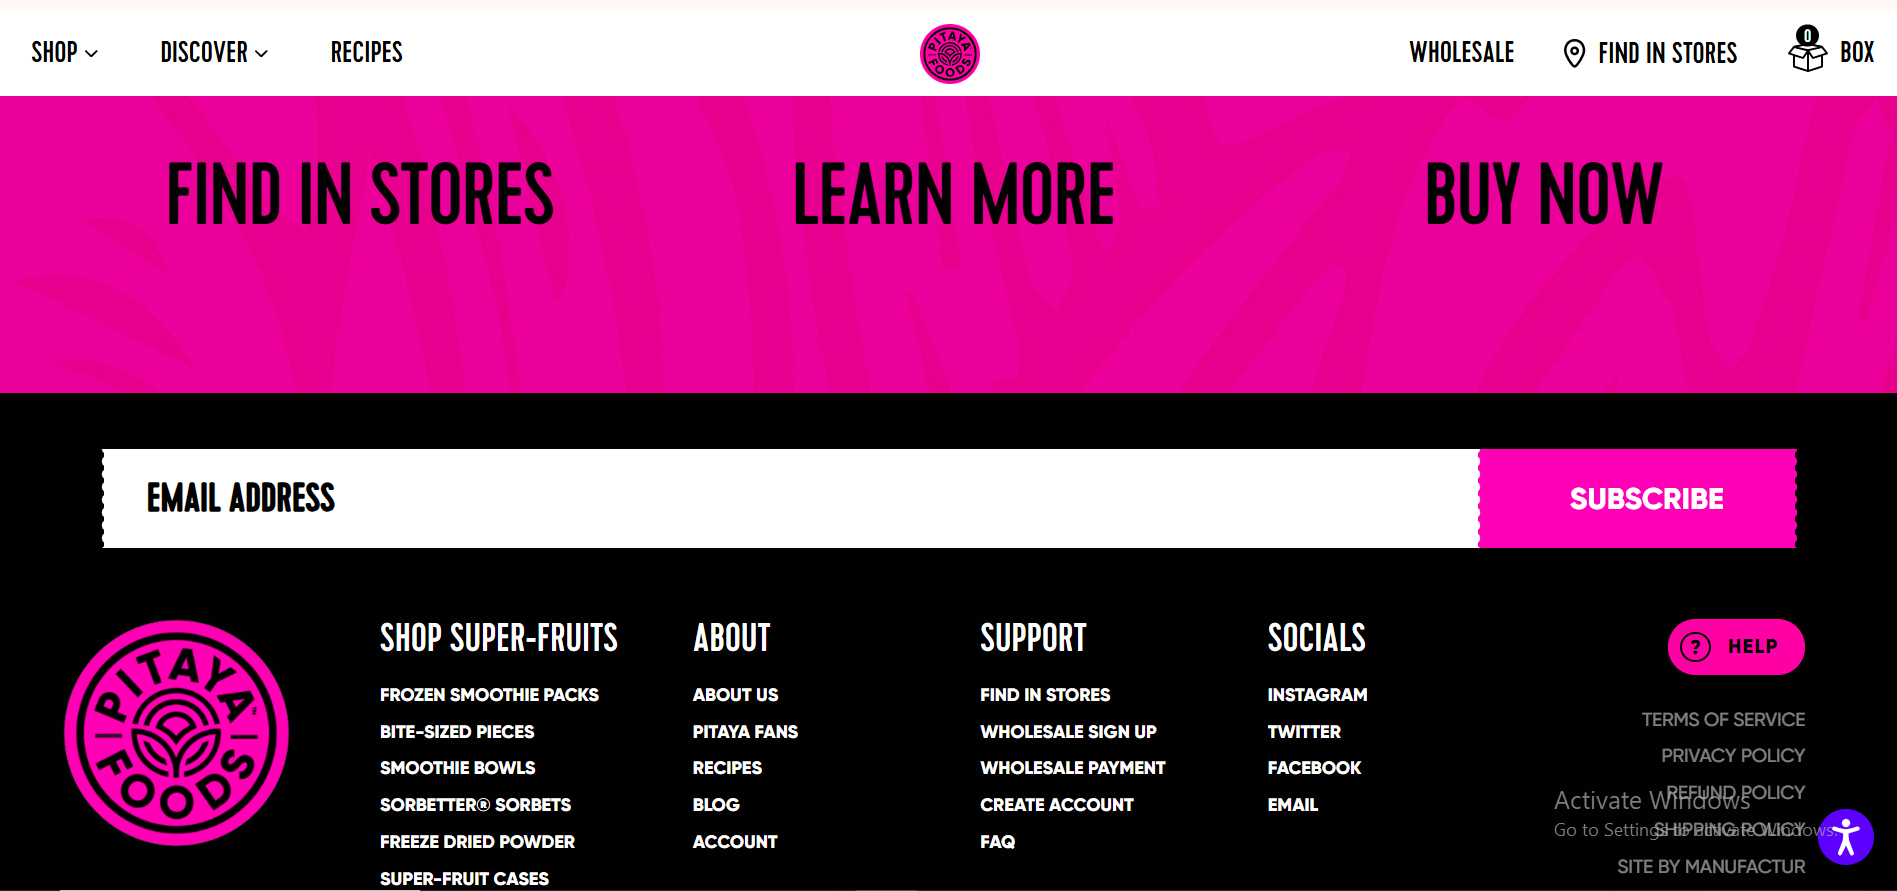 SHOP
DISCOVER
RECIPES
PITAYA
FOODS
WHOLESALE
FIND IN STORES
0
BOX
FIND IN STORES
LEARN MORE
BUY NOW
EMAIL ADDRESS
SUBSCRIBE
PITAYA
FOODS
TM
SHOP SUPER-FRUITS
FROZEN SMOOTHIE PACKS
BITE-SIZED PIECES
SMOOTHIE BOWLS
SORBETTER® SORBETS
FREEZE DRIED POWDER
SUPER-FRUIT CASES
ABOUT
ABOUT US
PITAYA FANS
RECIPES
BLOG
ACCOUNT
SUPPORT
FIND IN STORES
WHOLESALE SIGN UP
WHOLESALE PAYMENT
CREATE ACCOUNT
FAQ
SOCIALS
INSTAGRAM
TWITTER
FACEBOOK
EMAIL
? HELP
TERMS OF SERVICE
PRIVACY POLICY
REFUND POLICY
SHIPPING POLICY
SITE BY MANUFACTUR
Activate Windows
Go to Settings to activate Windows.